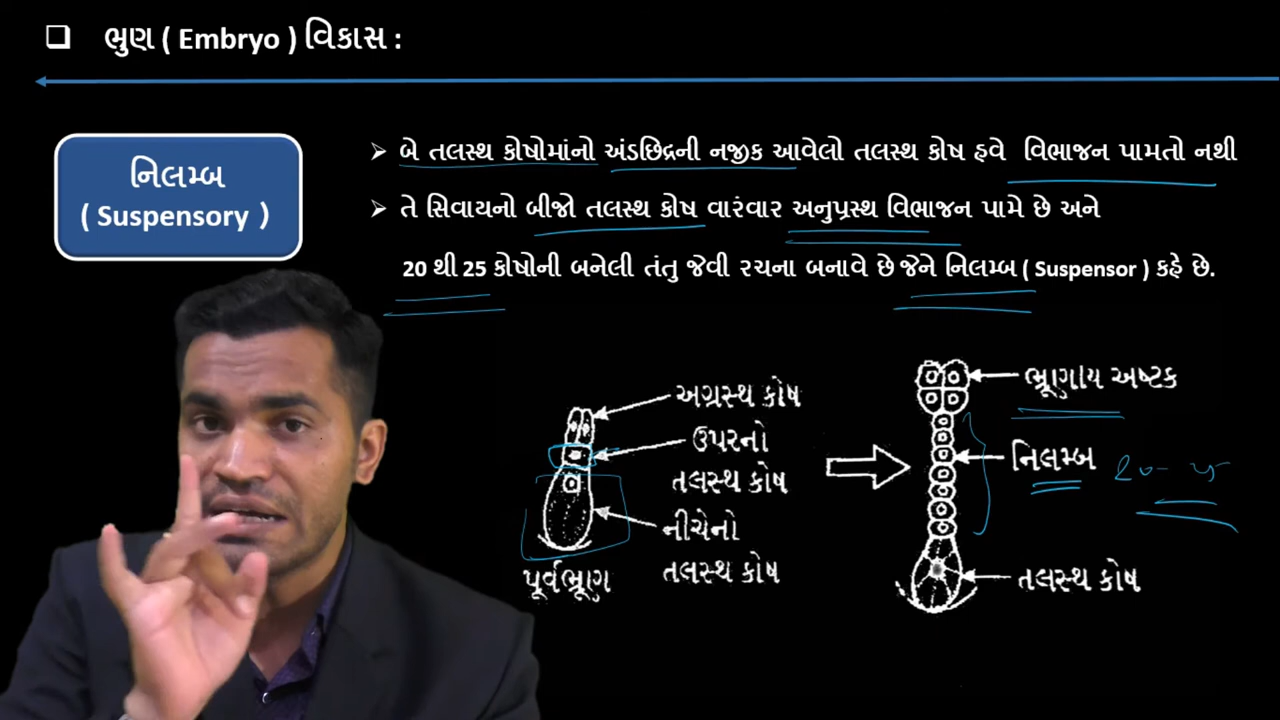 ભ્રુણ ( Embryo ) વિકાસ :
નિલમ્બ
( Suspensory )
➢ બે તલસ્થ કોષોમાંનો અંડછિદ્રની નજીક આવેલો તલસ્થ કોષ હવે વિભાજન પામતો નથી
➢ તે સિવાયનો બીજો તલસ્થ કોષ વારંવાર અનુપ્રસ્થ વિભાજન પામે છે અને
20 થી 25 કોષોની બનેલી તંતુ જેવી રચના બનાવે છે જેને નિલમ્બ ( Suspensor ) કહે છે.
અગ્રસ્થ કોષ
ઉપરનો
તલસ્થ કોષ
નીચેનો
તલસ્થ કોષ
પૂર્વભ્રૂણ
ભ્રૂણીય અષ્ટક
નિલમ્બ
તલસ્થ કોષ